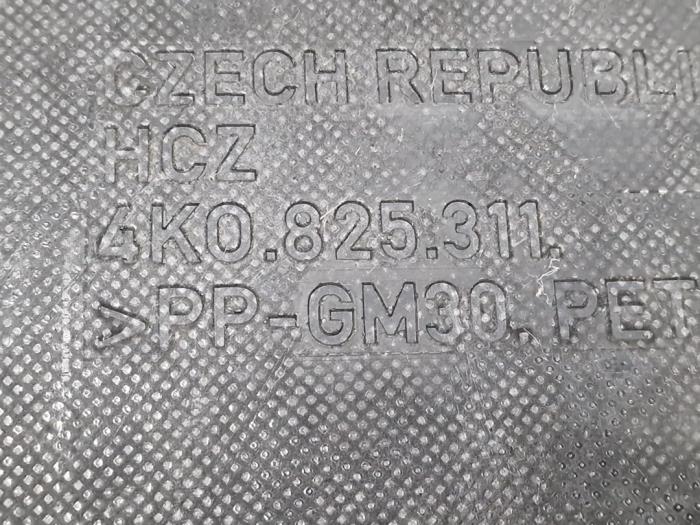 CZECH REPUBLI
HCZ
4K0.825.311.
>PP-GM30. PET